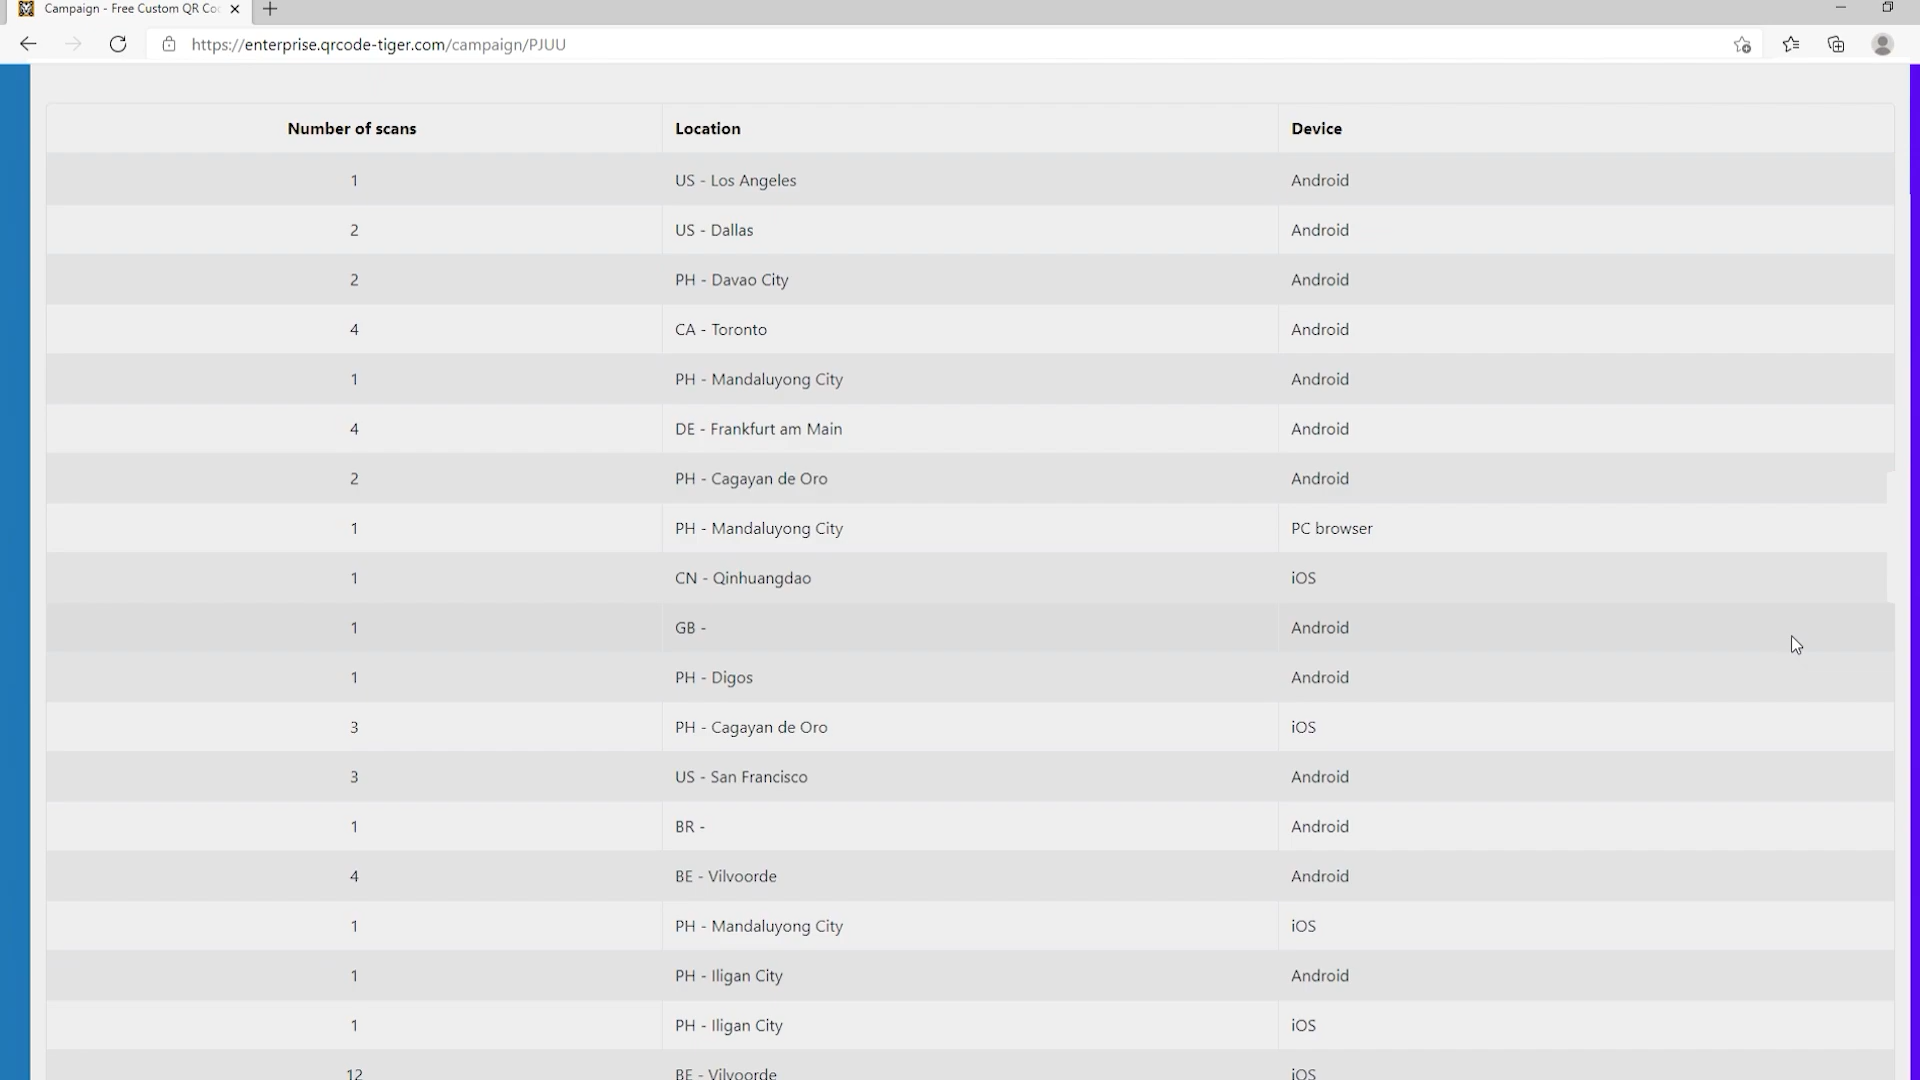 Campaign - Free Custom QR Co
https://enterprise.qrcode-tiger.com/campaign/PJUU
Number of scans Location Device
1 US - Los Angeles Android
2 US - Dallas Android
2 PH - Davao City Android
4 CA - Toronto Android
1 PH - Mandaluyong City Android
4 DE - Frankfurt am Main Android
2 PH - Cagayan de Oro Android
1 PH - Mandaluyong City PC browser
1 CN - Qinhuangdao iOS
1 GB - Android
1 PH - Digos Android
3 PH - Cagayan de Oro iOS
3 US - San Francisco Android
1 BR - Android
4 BE - Vilvoorde Android
1 PH - Mandaluyong City iOS
1 PH - Iligan City Android
1 PH - Iligan City iOS
12 BE - Vilvoorde iOS